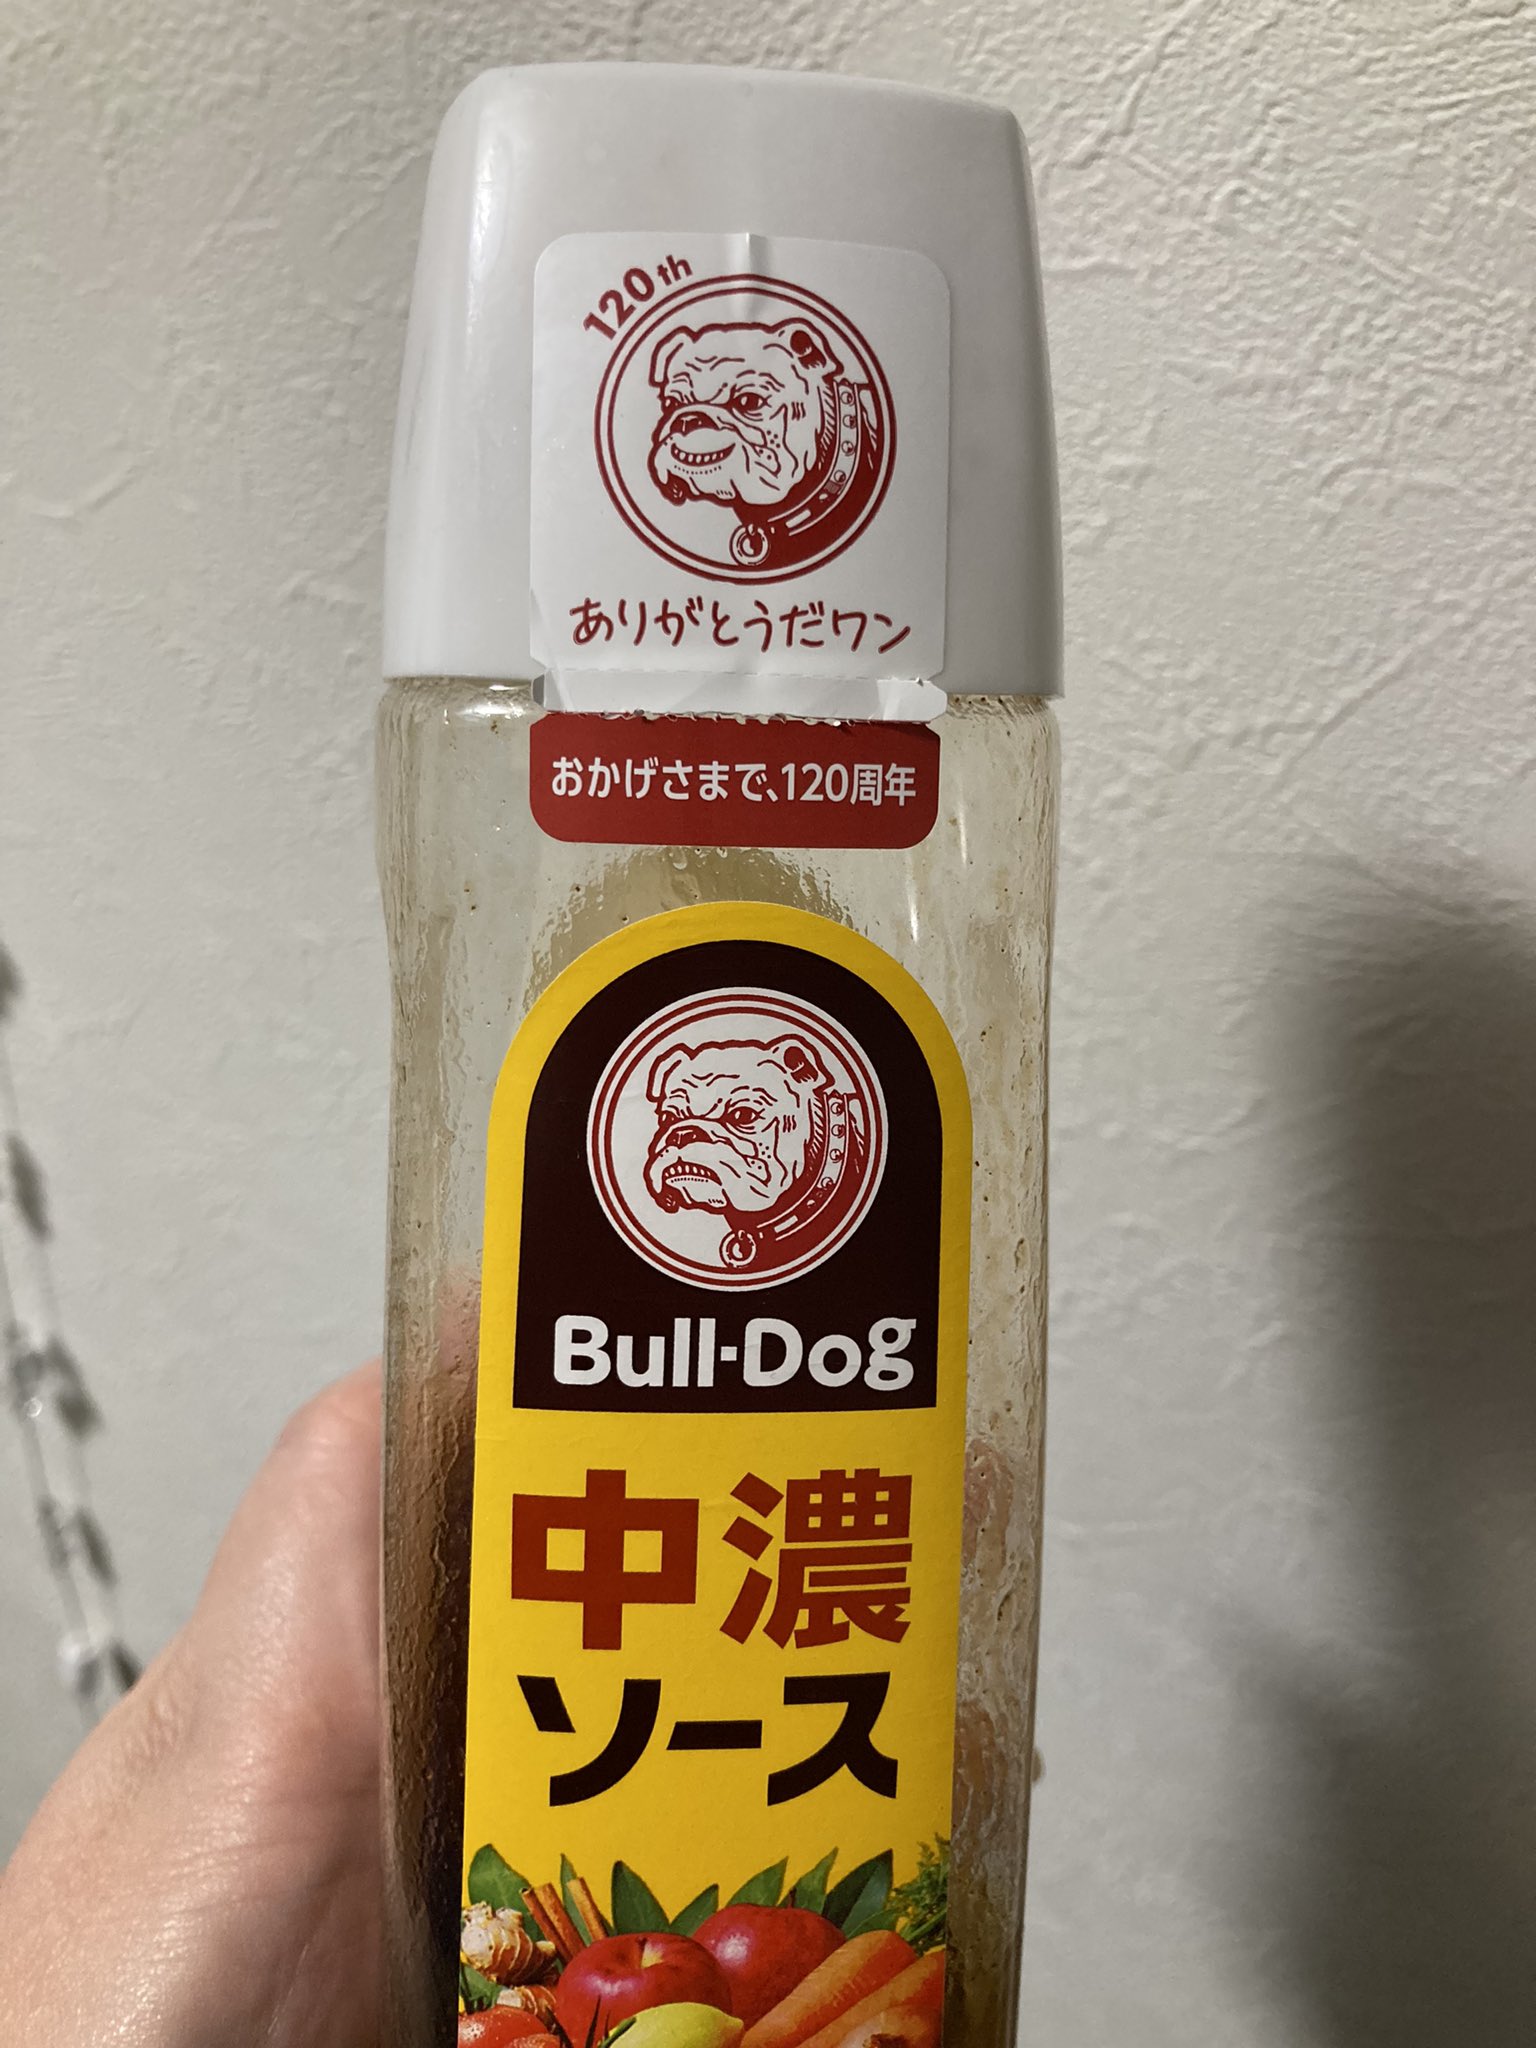 120th
ありがとうだワン
おかげさまで、120周年
Bull-Dog
中濃
ソース